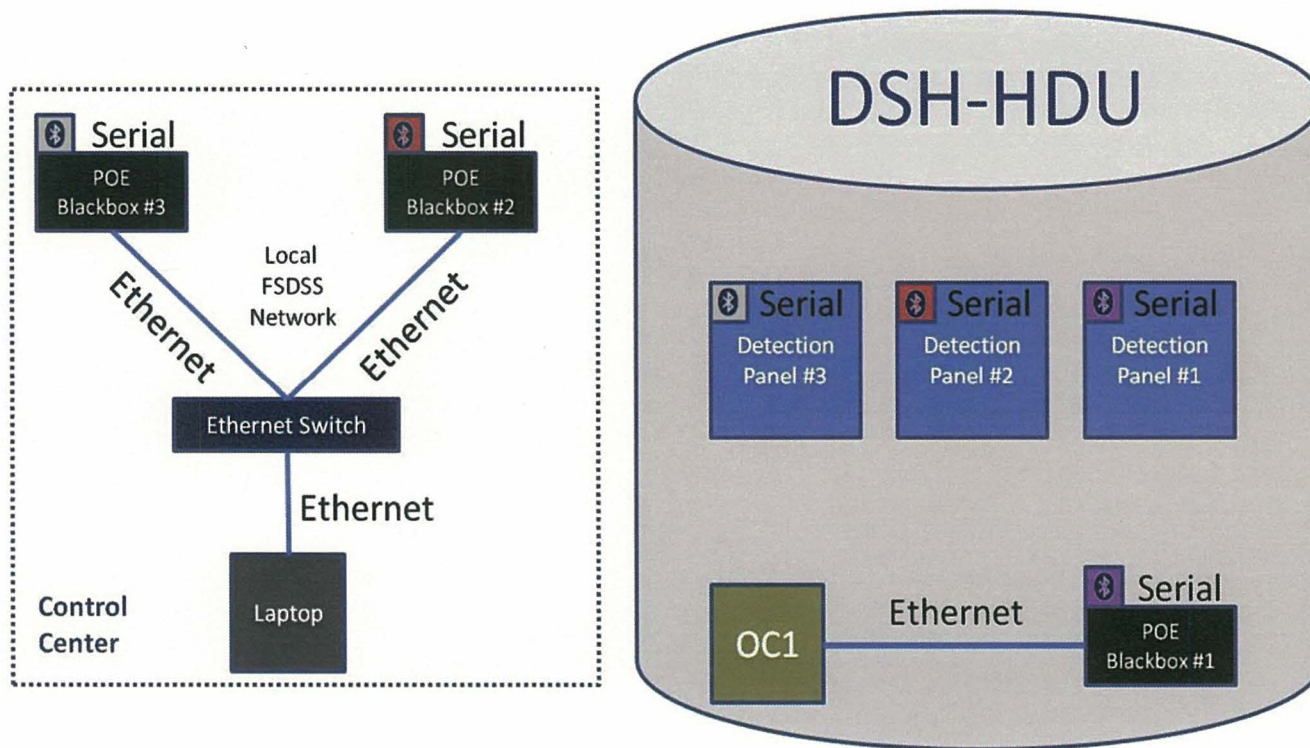 Serial
POE
Blackbox #3
Serial
POE
Blackbox #2
Local
FSDSS
Network
Ethernet
Ethernet
Ethernet Switch
Ethernet
Laptop
Control
Center
DSH-HDU
Serial
Detection
Panel #3
Serial
Detection
Panel #2
Serial
Detection
Panel #1
OC1
Ethernet
Serial
POE
Blackbox #1